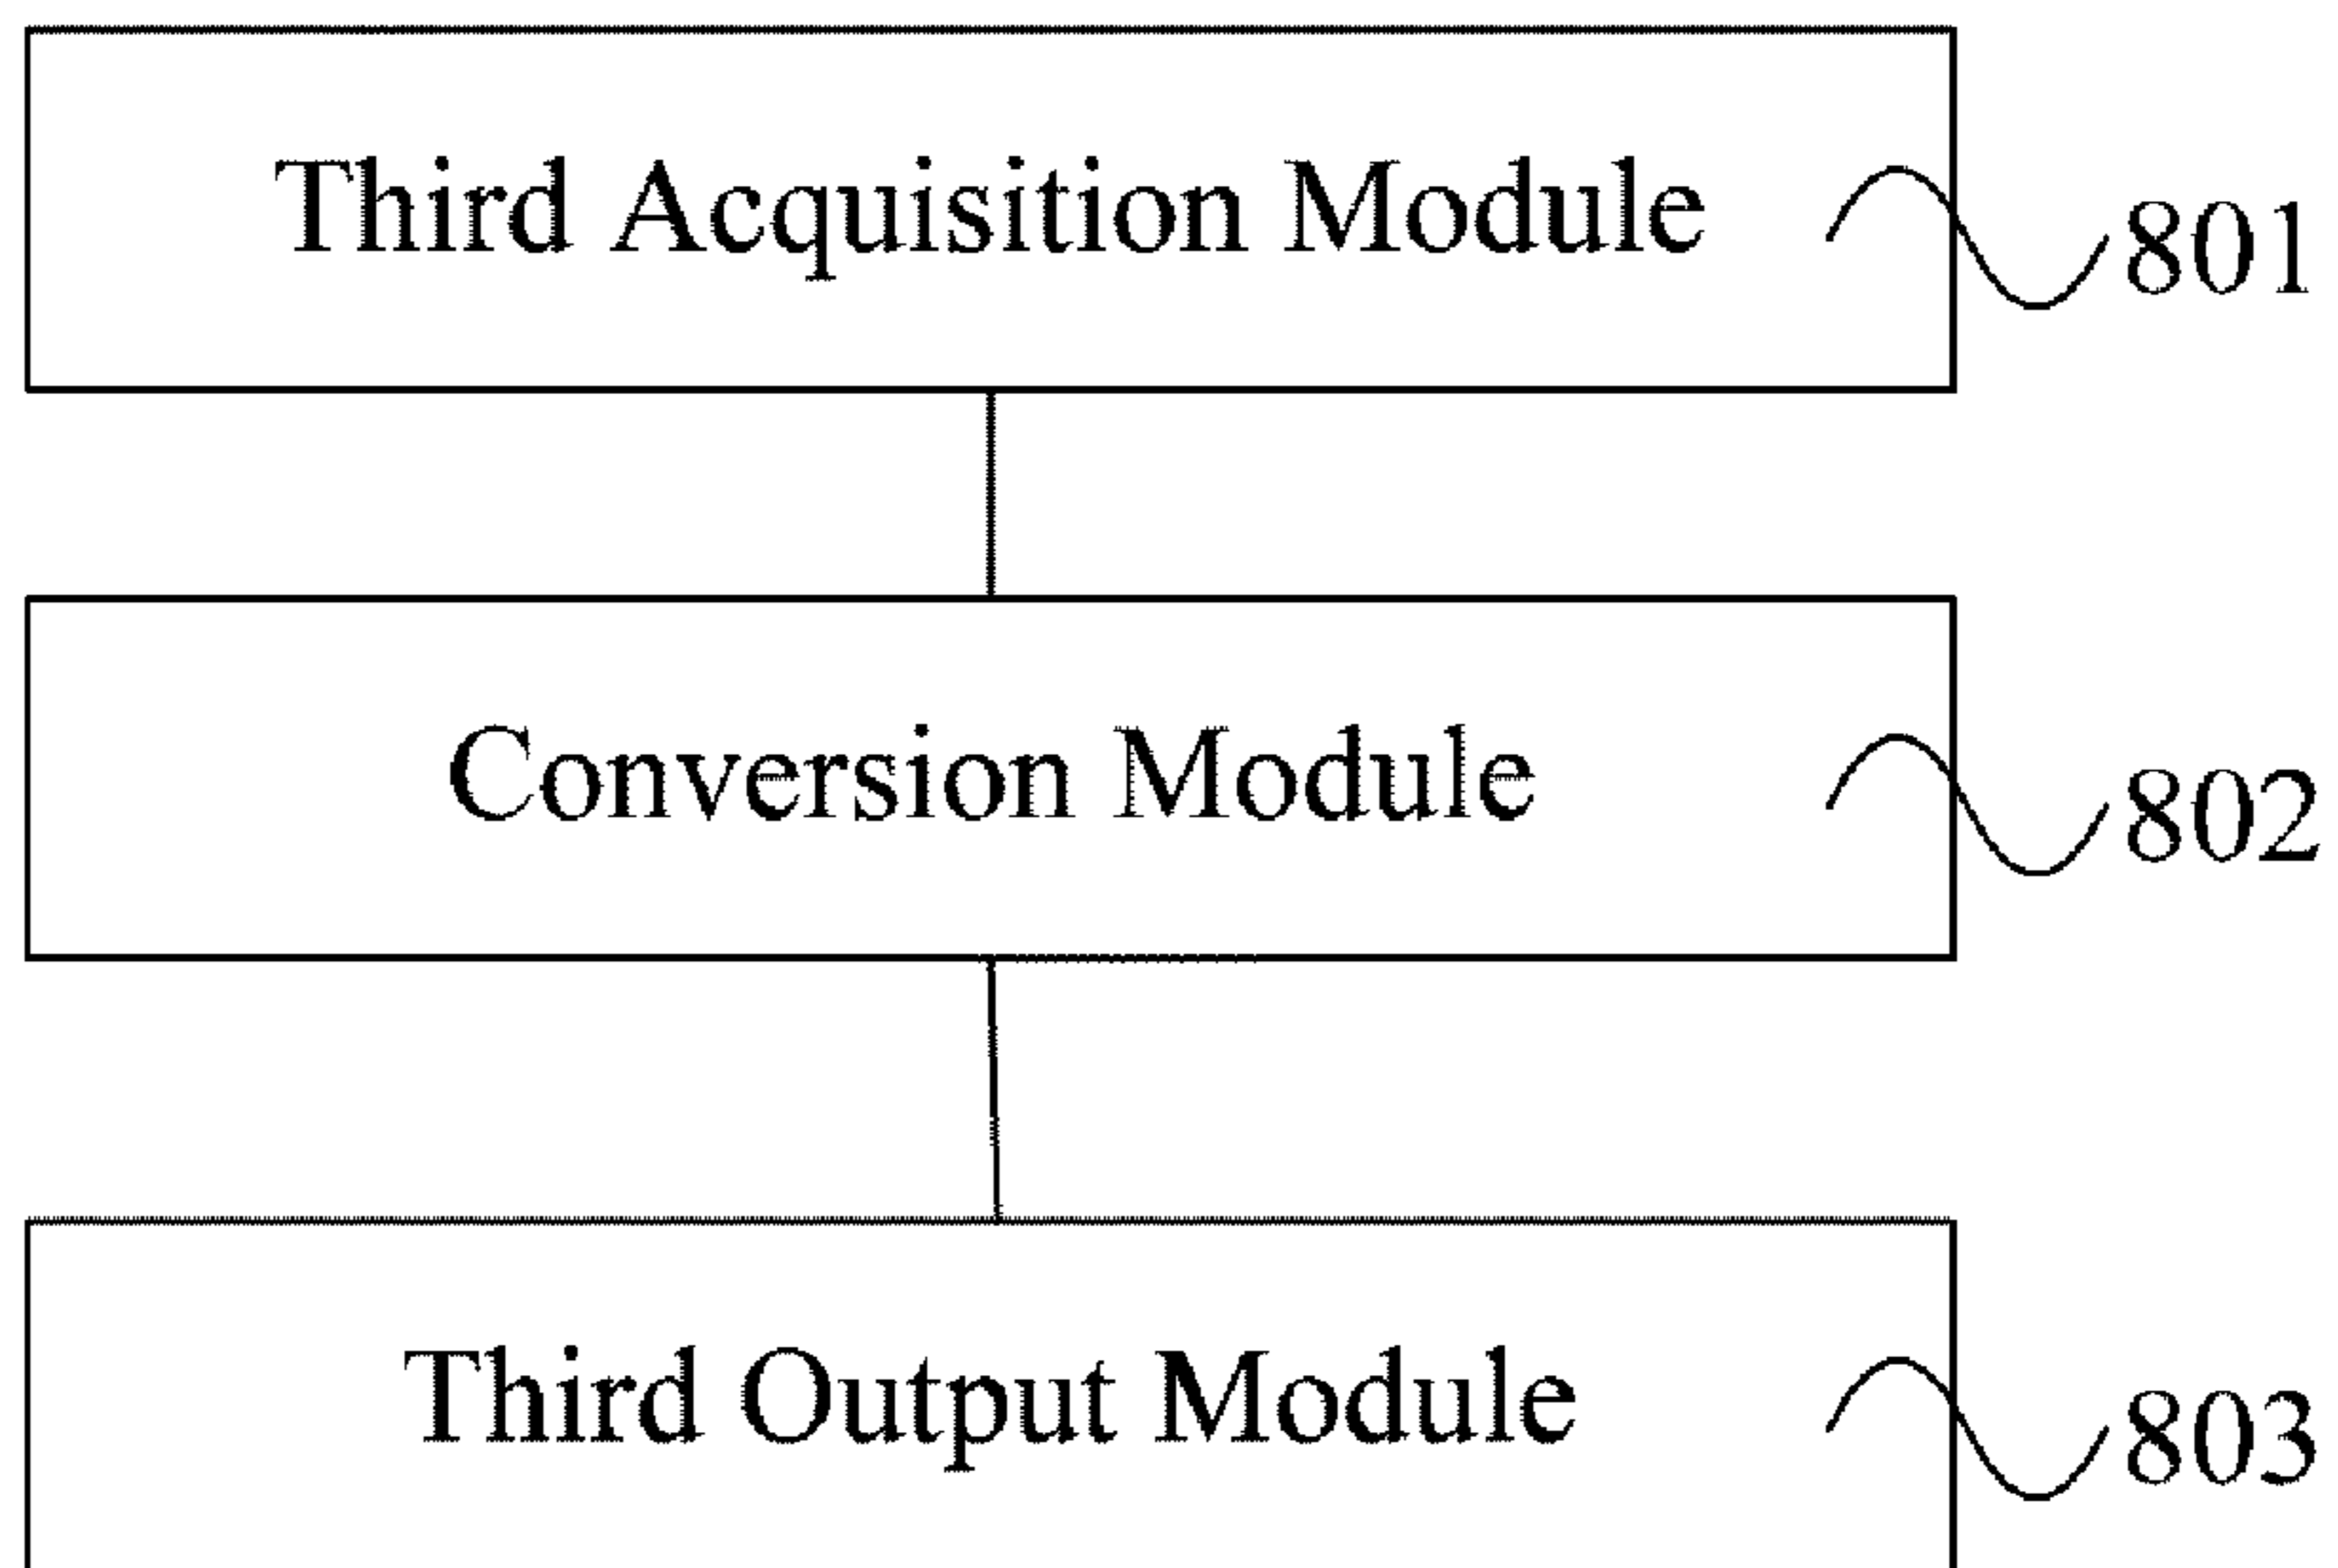 Third Acquisition Module 801
Conversion Module 802
Third Output Module 803